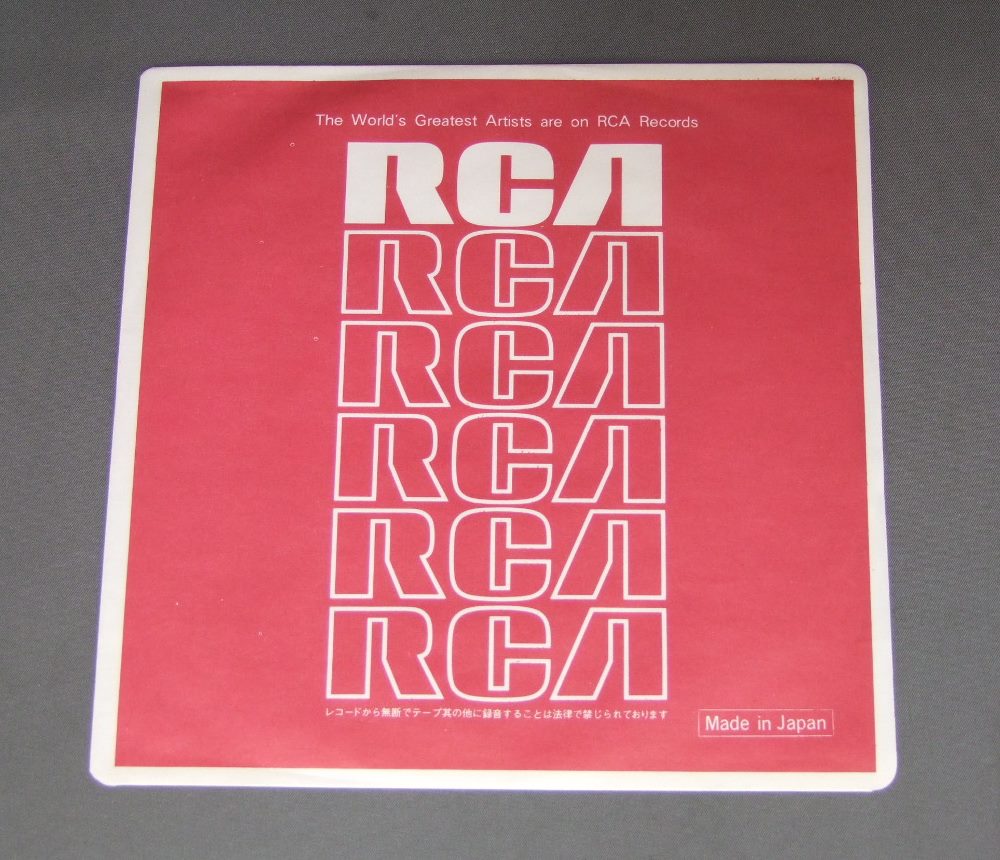 The World's Greatest Artists are on RCA Records
RCA
RCA
RCA
RCA
RCA
RCA
レコードから無断でテープ其の他に録音することは法律で禁じられております
Made in Japan